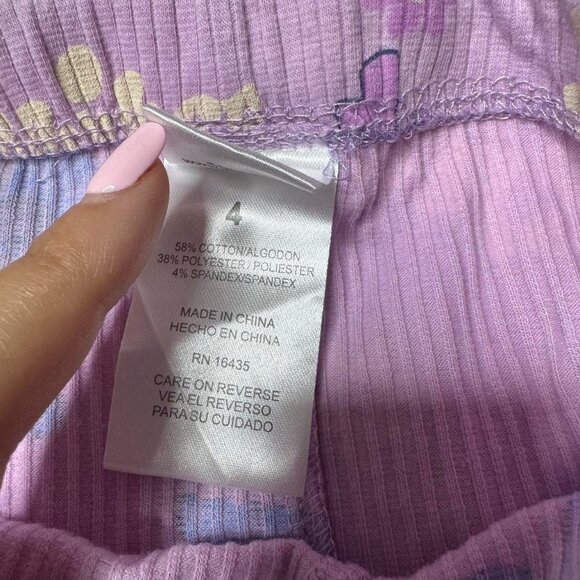 4
58% COTTON/ALGODON
38% POLYESTER/POLIESTER
4% SPANDEX/SPANDEX
MADE IN CHINA
HECHO EN CHINA
RN 16435
CARE ON REVERSE
VEA EL REVERSO
PARA SU CUIDADO